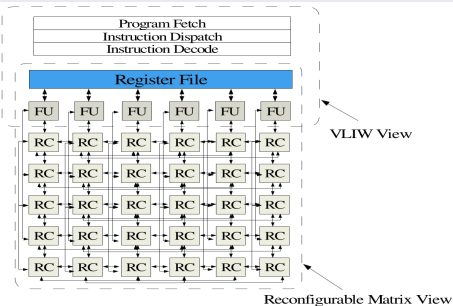 Program Fetch
Instruction Dispatch
Instruction Decode
Register File
FU FU FU FU FU FU
VLIW View
RC RC RC RC RC RC
RC RC RC RC RC RC
RC RC RC RC RC RC
RC RC RC RC RC RC
RC RC RC RC RC RC
Reconfigurable Matrix View